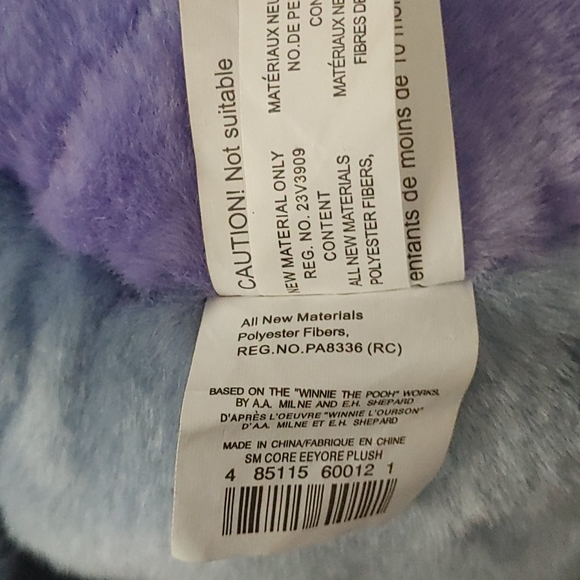 CAUTION! Not suitable
MATÉRIAUX NEU
NO.DE PE
CON
MATÉRIAUX NE
FIBRES DE
NEW MATERIAL ONLY
REG. NO. 23V3909
CONTENT
ALL NEW MATERIALS
POLYESTER FIBERS,
enfants de moins de 10 moi
All New Materials
Polyester Fibers,
REG.NO.PA8336 (RC)
BASED ON THE "WINNIE THE POOH" WORKS,
BY A.A. MILNE AND E.H. SHEPARD
D'APRÈS L'OEUVRE "WINNIE L'OURSON"
D'A.A. MILNE ET E.H. SHEPARD
MADE IN CHINA/FABRIQUE EN CHINE
SM CORE EEYORE PLUSH
4 85115 60012 1